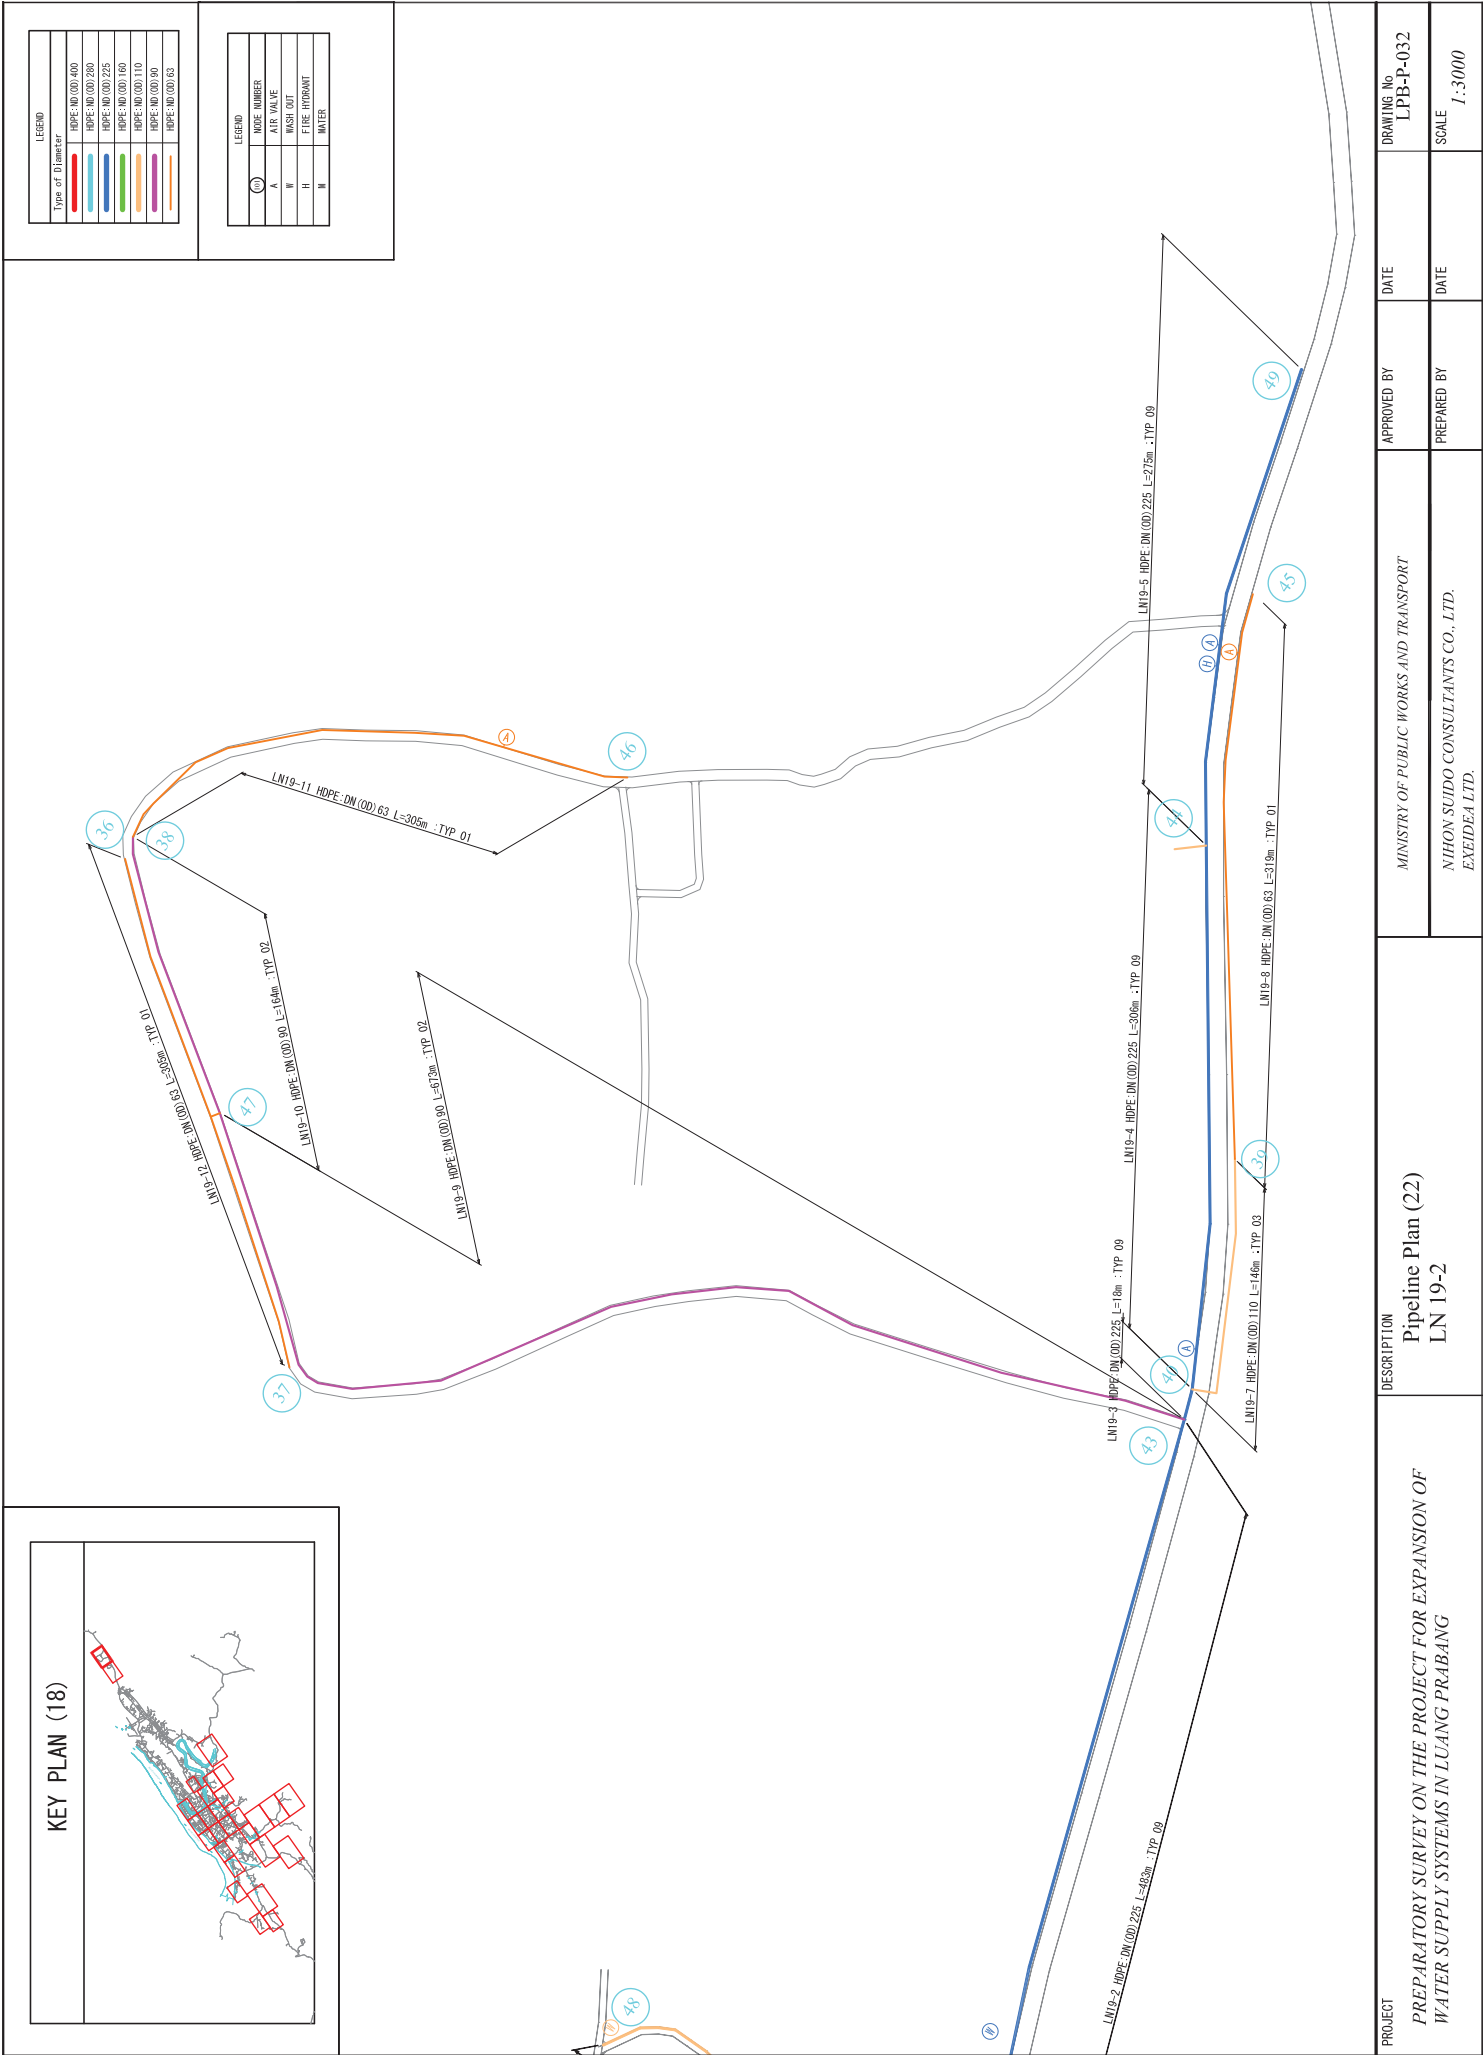 KEY PLAN (18)
LEGEND
Type of Diameter
HDPE:ND(OD)400
HDPE:ND(OD)280
HDPE:ND(OD)225
HDPE:ND(OD)160
HDPE:ND(OD)110
HDPE:ND(OD)90
HDPE:ND(OD)63
LEGEND
101 NODE NUMBER
A AIR VALVE
W WASH OUT
H FIRE HYDRANT
M WATER
37
LN19-12 HDPE:DN(OD)63 L=305m :TYP 01
36
38
47
LN19-10 HDPE:DN(OD)90 L=164m :TYP 02
LN19-11 HDPE:DN(OD)63 L=305m :TYP 01
A
46
LN19-9 HDPE:DN(OD)90 L=673m :TYP 02
48
W
W
LN19-2 HDPE:DN(OD)225 L=483m :TYP 09
43
LN19-3 HDPE:DN(OD)225 L=18m :TYP 09
40
A
LN19-4 HDPE:DN(OD)225 L=306m :TYP 09
44
LN19-5 HDPE:DN(OD)225 L=275m :TYP 09
H
A
A
49
LN19-7 HDPE:DN(OD)110 L=146m :TYP 03
39
LN19-8 HDPE:DN(OD)63 L=319m :TYP 01
45
PROJECT
PREPARATORY SURVEY ON THE PROJECT FOR EXPANSION OF
WATER SUPPLY SYSTEMS IN LUANG PRABANG
DESCRIPTION
Pipeline Plan (22)
LN 19-2
MINISTRY OF PUBLIC WORKS AND TRANSPORT
NIHON SUIDO CONSULTANTS CO., LTD.
EXEIDEA LTD.
APPROVED BY
DATE
DRAWING No
LPB-P-032
PREPARED BY
DATE
SCALE
1:3000